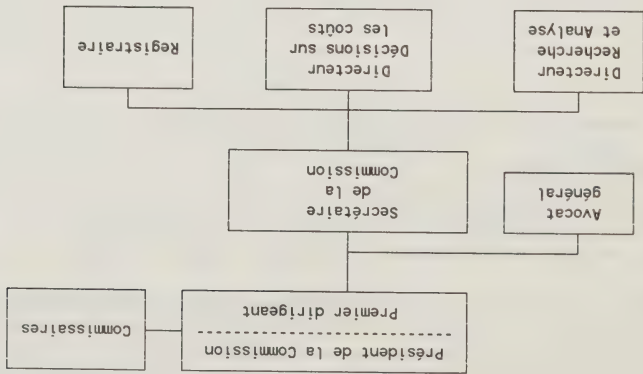 Président de la Commission
Premier dirigeant
Commissaires
Avocat
général
Secrétaire
de la
Commission
Directeur
Recherche
et Analyse
Directeur
Décisions sur
les coûts
Registraire